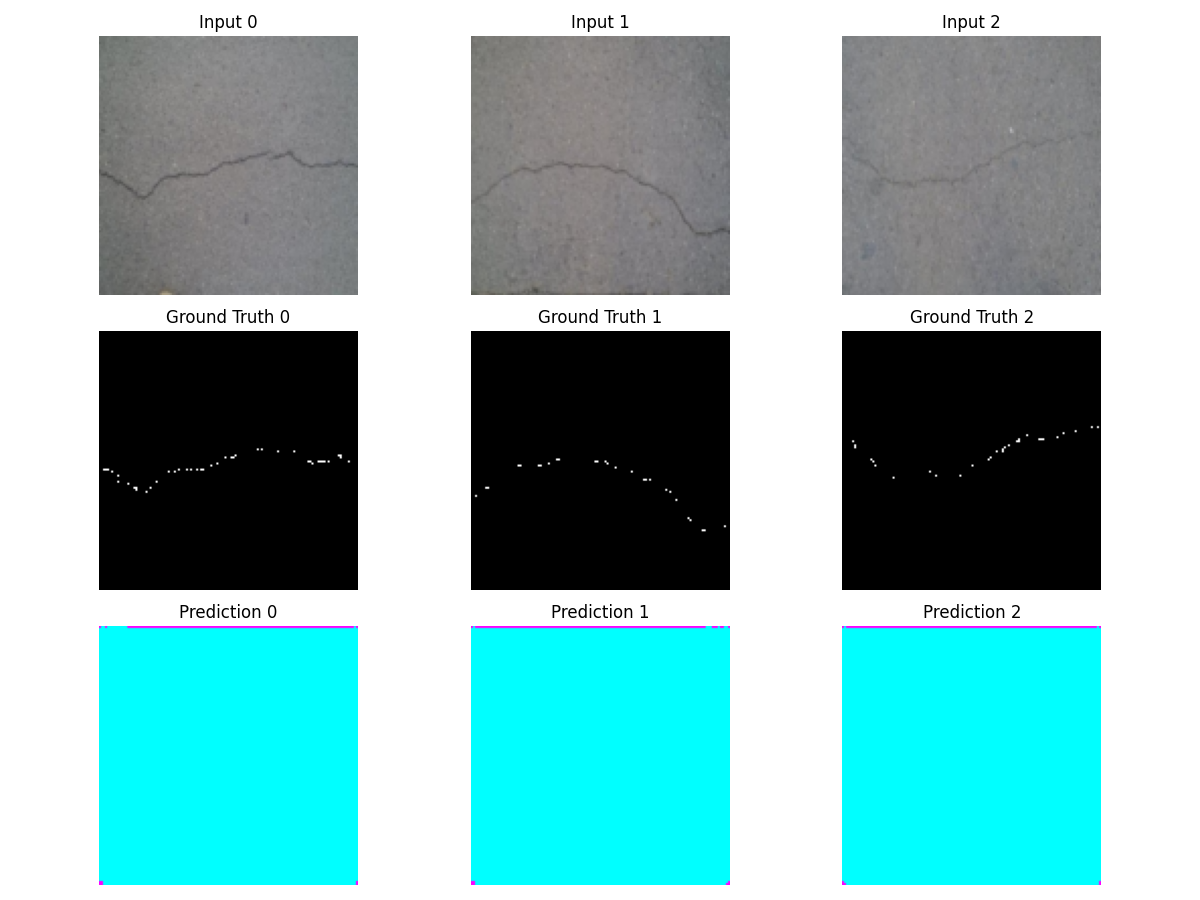 Input 0
Input 1
Input 2
Ground Truth 0
Ground Truth 1
Ground Truth 2
Prediction 0
Prediction 1
Prediction 2